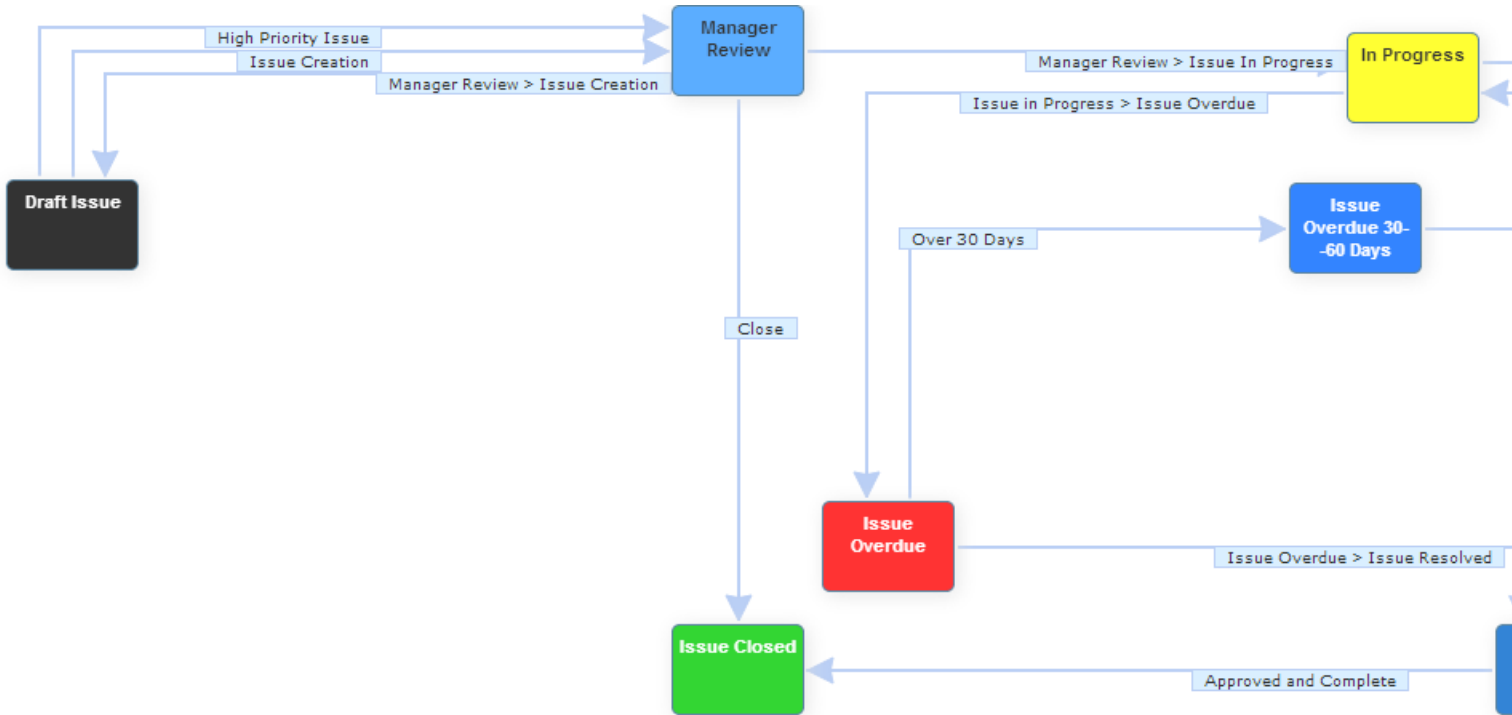 Manager
Review
High Priority Issue
Issue Creation
Manager Review > Issue Creation
Manager Review > Issue In Progress
In Progress
Issue in Progress > Issue Overdue
Draft Issue
Issue
Overdue 30-
-60 Days
Over 30 Days
Close
Issue
Overdue
Issue Overdue > Issue Resolved
Issue Closed
Approved and Complete